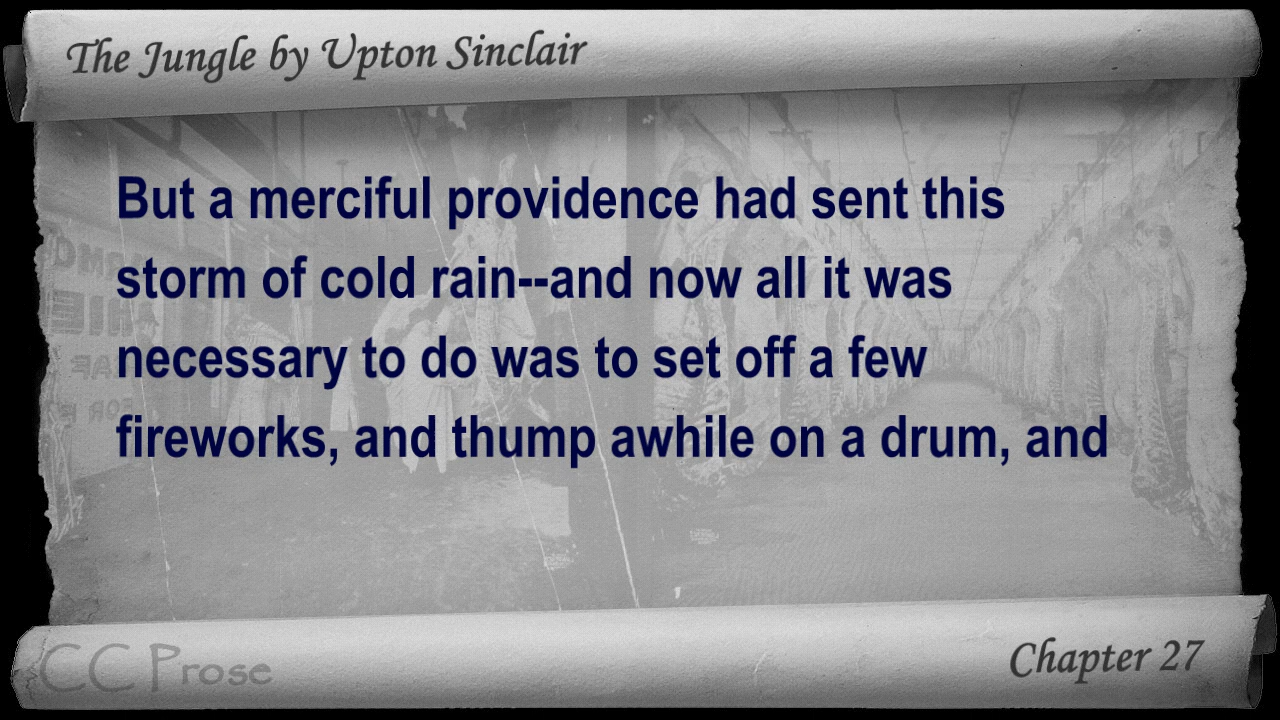 The Jungle by Upton Sinclair
But a merciful providence had sent this
storm of cold rain--and now all it was
necessary to do was to set off a few
fireworks, and thump awhile on a drum, and
CC Prose
Chapter 27